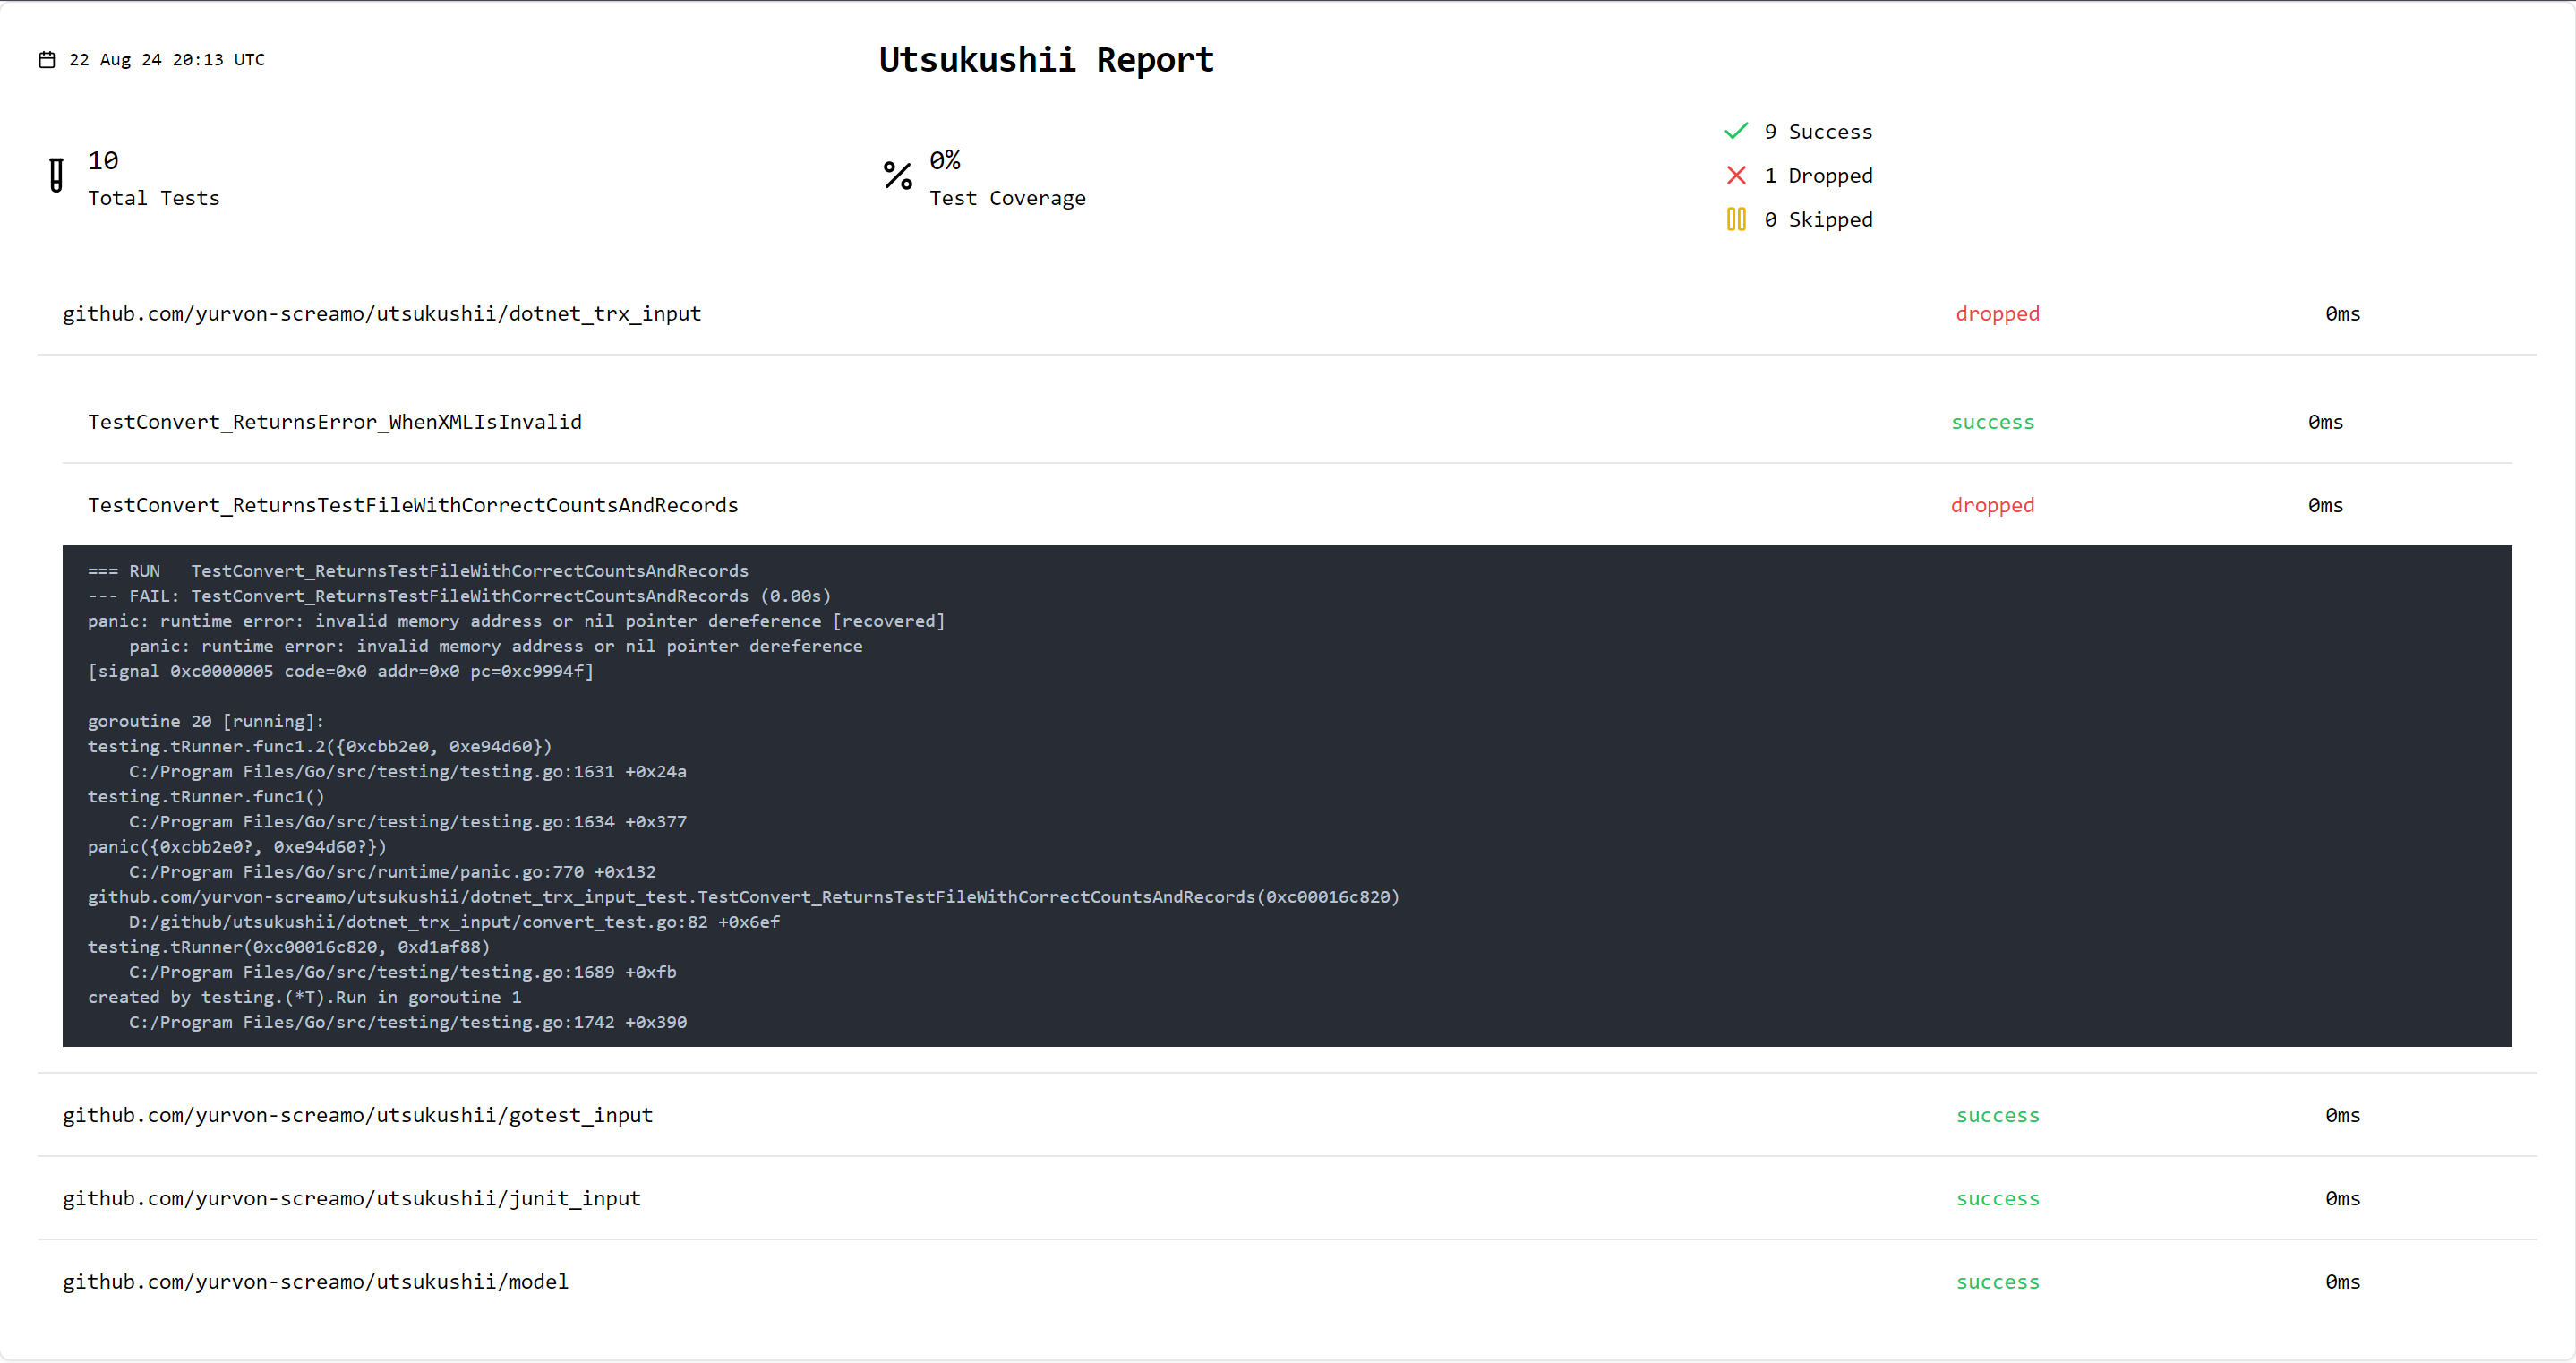 22 Aug 24 20:13 UTC
Utsukushii Report
10
Total Tests
0%
Test Coverage
9 Success
1 Dropped
0 Skipped
github.com/yurvon-screamo/utsukushii/dotnet_trx_input dropped 0ms
TestConvert_ReturnsError_WhenXMLIsInvalid success 0ms
TestConvert_ReturnsTestFileWithCorrectCountsAndRecords dropped 0ms
=== RUN   TestConvert_ReturnsTestFileWithCorrectCountsAndRecords
--- FAIL: TestConvert_ReturnsTestFileWithCorrectCountsAndRecords (0.00s)
panic: runtime error: invalid memory address or nil pointer dereference [recovered]
    panic: runtime error: invalid memory address or nil pointer dereference
[signal 0xc0000005 code=0x0 addr=0x0 pc=0xc9994f]
goroutine 20 [running]:
testing.tRunner.func1.2({0xcbb2e0, 0xe94d60})
    C:/Program Files/Go/src/testing/testing.go:1631 +0x24a
testing.tRunner.func1()
    C:/Program Files/Go/src/testing/testing.go:1634 +0x377
panic({0xcbb2e0?, 0xe94d60?})
    C:/Program Files/Go/src/runtime/panic.go:770 +0x132
github.com/yurvon-screamo/utsukushii/dotnet_trx_input_test.TestConvert_ReturnsTestFileWithCorrectCountsAndRecords(0xc00016c820)
    D:/github/utsukushii/dotnet_trx_input/convert_test.go:82 +0x6ef
testing.tRunner(0xc00016c820, 0xd1af88)
    C:/Program Files/Go/src/testing/testing.go:1689 +0xfb
created by testing.(*T).Run in goroutine 1
    C:/Program Files/Go/src/testing/testing.go:1742 +0x390
github.com/yurvon-screamo/utsukushii/gotest_input success 0ms
github.com/yurvon-screamo/utsukushii/junit_input success 0ms
github.com/yurvon-screamo/utsukushii/model success 0ms